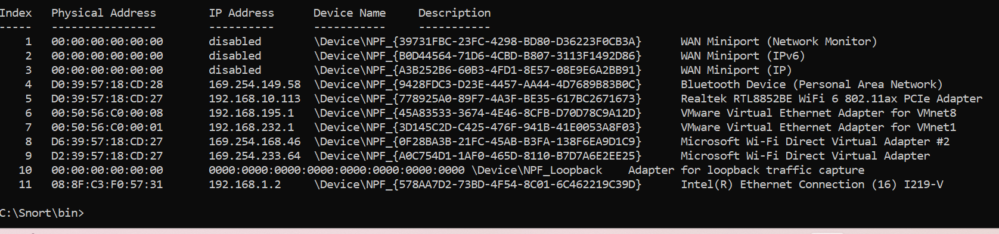 Index   Physical Address        IP Address      Device Name     Description
-----   ----------------        ----------      -----------     -----------
    1   00:00:00:00:00:00       disabled        \Device\NPF_{39731FBC-23FC-4298-BD80-D36223F0CB3A}      WAN Miniport (Network Monitor)
    2   00:00:00:00:00:00       disabled        \Device\NPF_{B0D44564-71D6-4CBD-B807-3113F1492D86}      WAN Miniport (IPv6)
    3   00:00:00:00:00:00       disabled        \Device\NPF_{A3B252B6-60B3-4FD1-8E57-08E9E6A2BB91}      WAN Miniport (IP)
    4   D0:39:57:18:CD:28       169.254.149.58  \Device\NPF_{9428FDC3-D23E-4457-AA44-4D7689B83B0C}      Bluetooth Device (Personal Area Network)
    5   D0:39:57:18:CD:27       192.168.10.113  \Device\NPF_{778925A0-89F7-4A3F-BE35-617BC2671673}      Realtek RTL8852BE WiFi 6 802.11ax PCIe Adapter
    6   00:50:56:C0:00:08       192.168.195.1   \Device\NPF_{45A83533-3674-4E46-8CFB-D70D78C9A12D}      VMware Virtual Ethernet Adapter for VMnet8
    7   00:50:56:C0:00:01       192.168.232.1   \Device\NPF_{3D145C2D-C425-476F-941B-41E0053A8F03}      VMware Virtual Ethernet Adapter for VMnet1
    8   D6:39:57:18:CD:27       169.254.168.46  \Device\NPF_{0F28BA3B-21FC-45AB-B3FA-138F6EA9D1C9}      Microsoft Wi-Fi Direct Virtual Adapter #2
    9   D2:39:57:18:CD:27       169.254.233.64  \Device\NPF_{A0C754D1-1AF0-465D-8110-B7D7A6E2EE25}      Microsoft Wi-Fi Direct Virtual Adapter
   10   00:00:00:00:00:00       0000:0000:0000:0000:0000:0000:0000:0000 \Device\NPF_Loopback    Adapter for loopback traffic capture
   11   08:8F:C3:F0:57:31       192.168.1.2     \Device\NPF_{578AA7D2-73BD-4F54-8C01-6C462219C39D}      Intel(R) Ethernet Connection (16) I219-V
C:\Snort\bin>